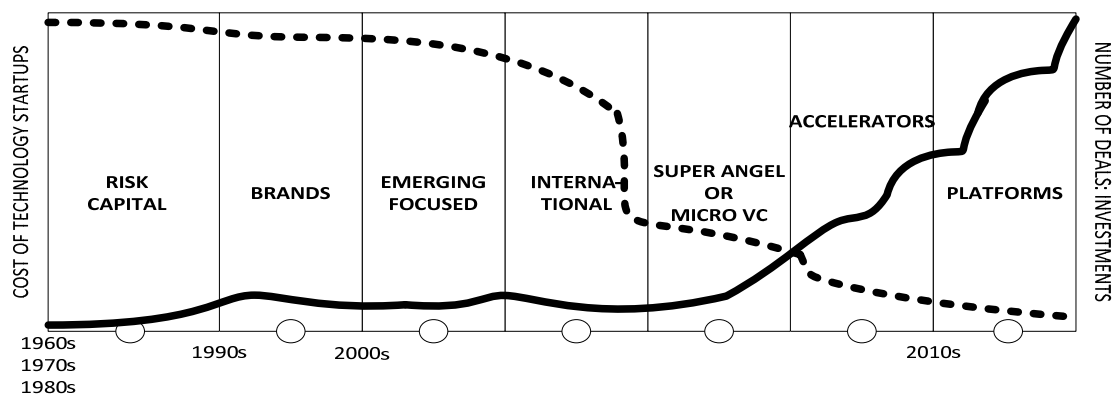 COST OF TECHNOLOGY STARTUPS
RISK
CAPITAL
BRANDS
EMERGING
FOCUSED
INTERNA-
TIONAL
SUPER ANGEL
OR
MICRO VC
ACCELERATORS
PLATFORMS
NUMBER OF DEALS: INVESTMENTS
1960s
1970s
1980s
1990s
2000s
2010s